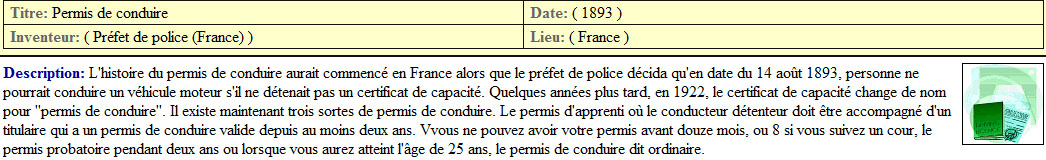 Titre: Permis de conduire
Date: ( 1893 )
Inventeur: ( Préfet de police (France) )
Lieu: ( France )
Description: L'histoire du permis de conduire aurait commencé en France alors que le préfet de police décida qu'en date du 14 août 1893, personne ne
pourrait conduire un véhicule moteur s'il ne détenait pas un certificat de capacité. Quelques années plus tard, en 1922, le certificat de capacité change de nom
pour "permis de conduire". Il existe maintenant trois sortes de permis de conduire. Le permis d'apprenti où le conducteur détenteur doit être accompagné d'un
titulaire qui a un permis de conduire valide depuis au moins deux ans. Vvous ne pouvez avoir votre permis avant douze mois, ou 8 si vous suivez un cour, le
permis probatoire pendant deux ans ou lorsque vous aurez atteint l'âge de 25 ans, le permis de conduire dit ordinaire.